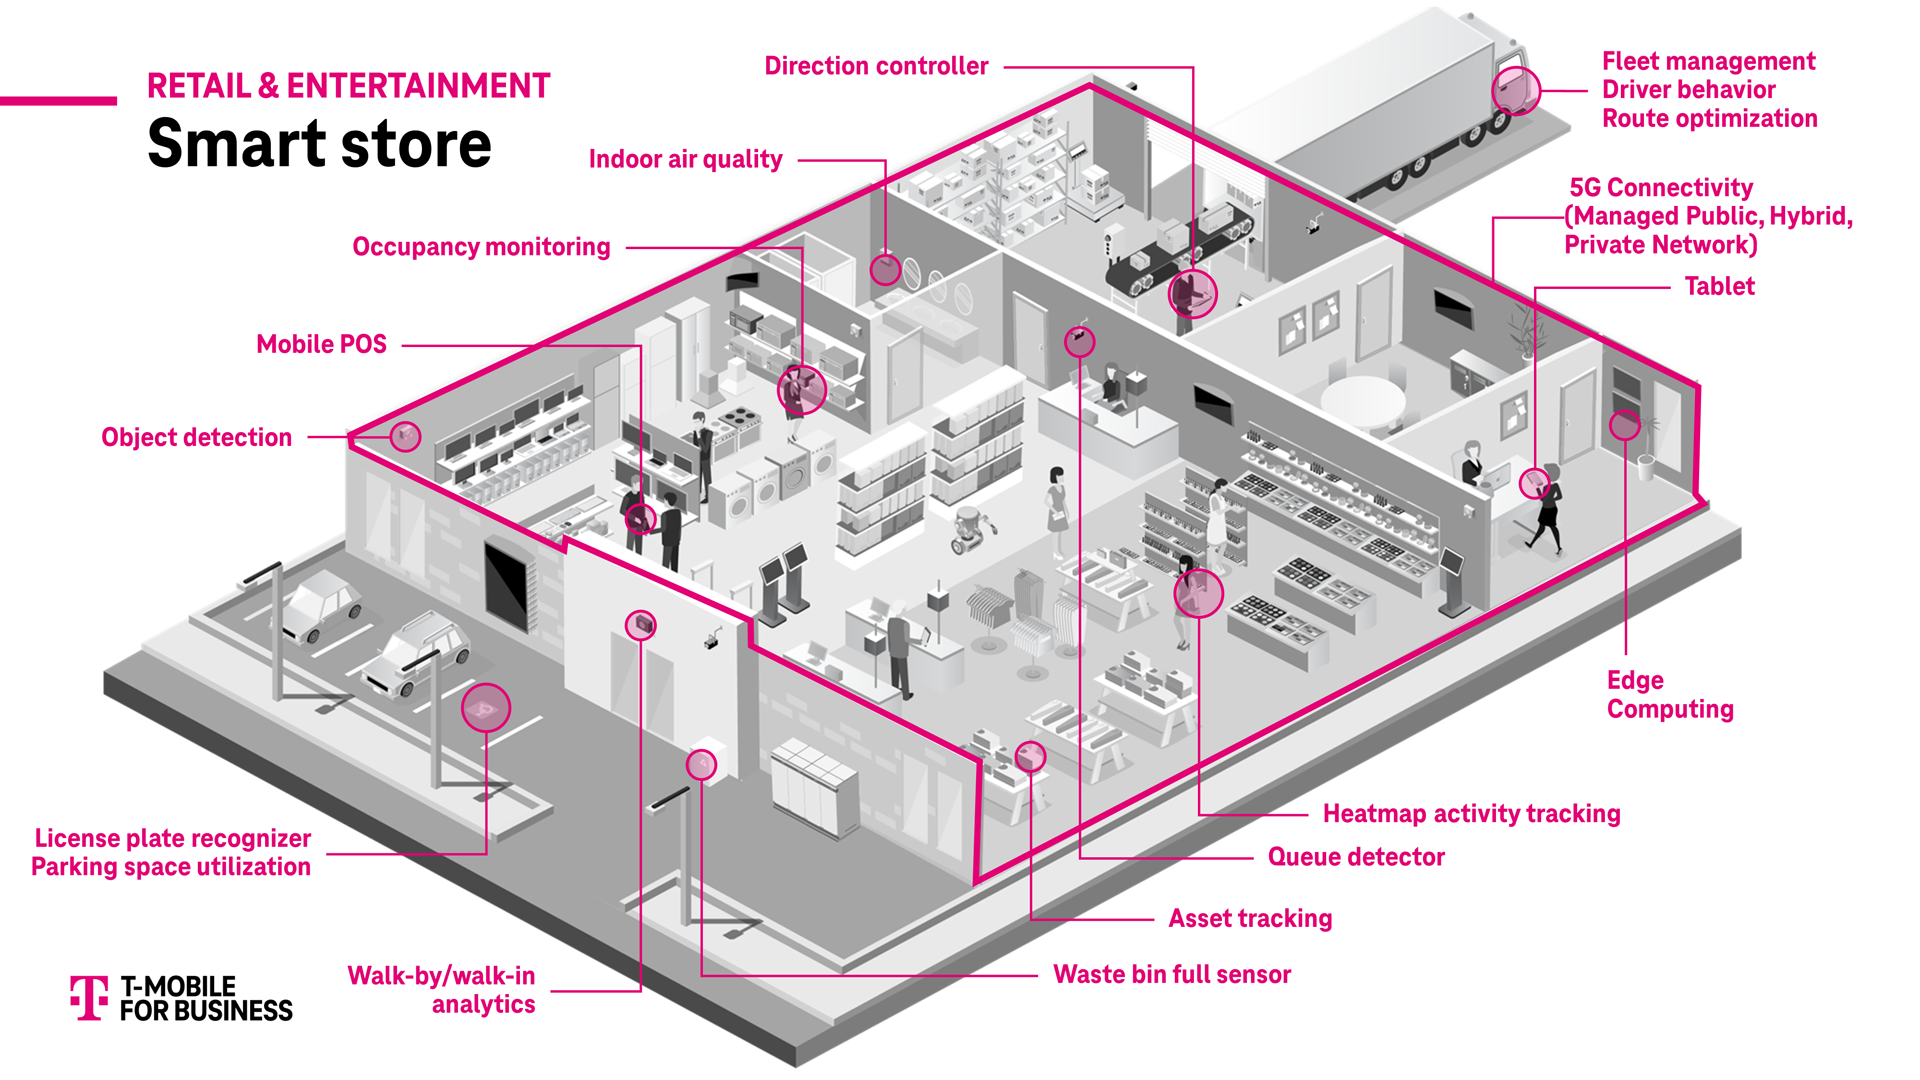 RETAIL & ENTERTAINMENT
Smart store
Direction controller
Fleet management
Driver behavior
Route optimization
Indoor air quality
5G Connectivity
(Managed Public, Hybrid,
Private Network)
Occupancy monitoring
Tablet
Mobile POS
Object detection
Edge
Computing
Heatmap activity tracking
License plate recognizer
Parking space utilization
Queue detector
Asset tracking
Walk-by/walk-in
analytics
Waste bin full sensor
T-MOBILE
FOR BUSINESS